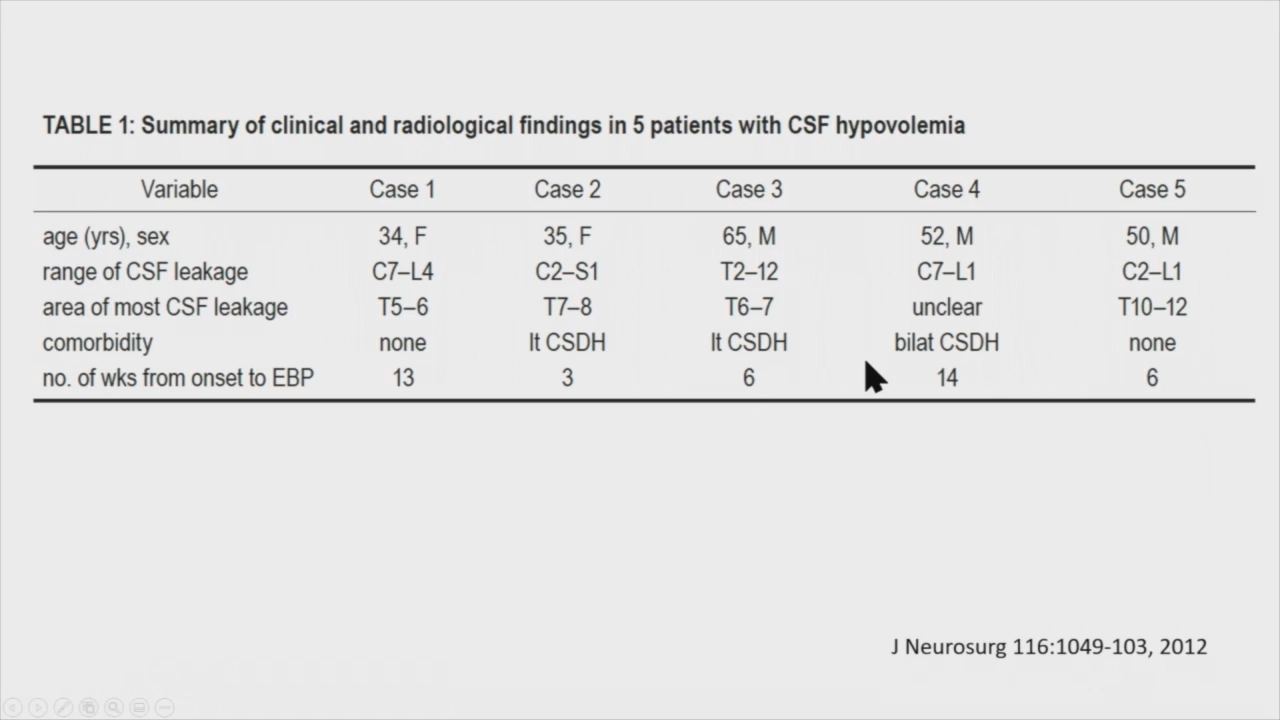 TABLE 1: Summary of clinical and radiological findings in 5 patients with CSF hypovolemia
Variable Case 1 Case 2 Case 3 Case 4 Case 5
age (yrs), sex 34, F 35, F 65, M 52, M 50, M
range of CSF leakage C7–L4 C2–S1 T2–12 C7–L1 C2–L1
area of most CSF leakage T5–6 T7–8 T6–7 unclear T10–12
comorbidity none lt CSDH lt CSDH bilat CSDH none
no. of wks from onset to EBP 13 3 6 14 6
J Neurosurg 116:1049-103, 2012